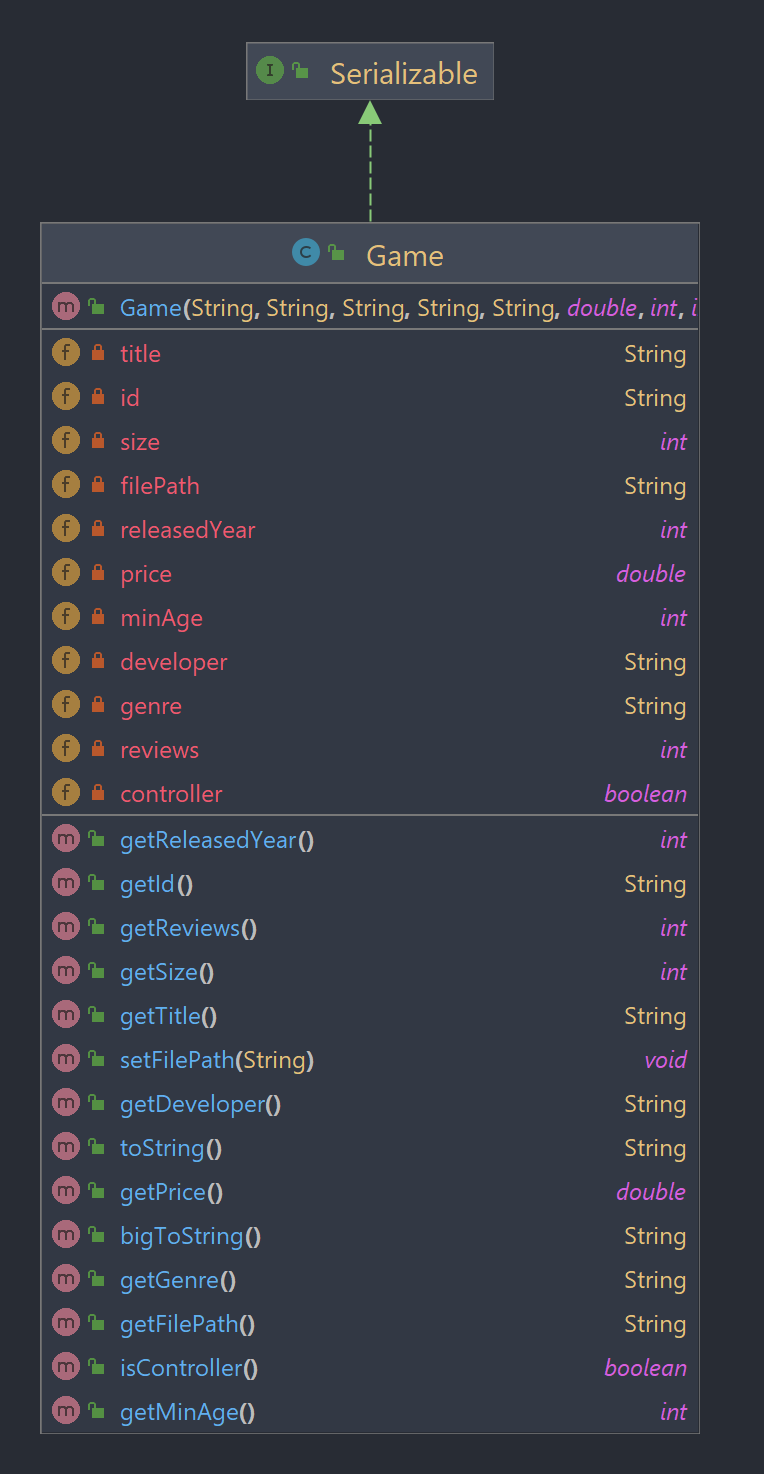 I Serializable
C Game
m Game(String, String, String, String, String, double, int, i
f title String
f id String
f size int
f filePath String
f releasedYear int
f price double
f minAge int
f developer String
f genre String
f reviews int
f controller boolean
m getReleasedYear() int
m getId() String
m getReviews() int
m getSize() int
m getTitle() String
m setFilePath(String) void
m getDeveloper() String
m toString() String
m getPrice() double
m bigToString() String
m getGenre() String
m getFilePath() String
m isController() boolean
m getMinAge() int